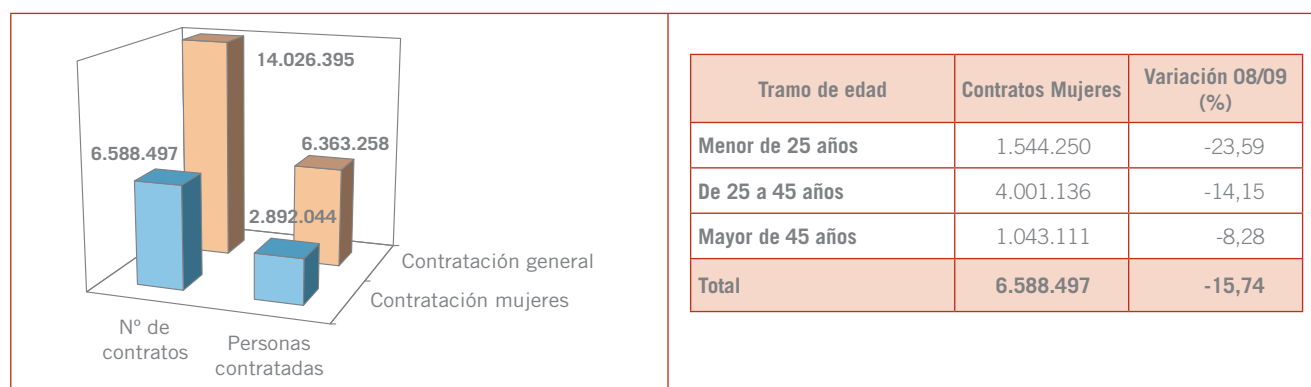 14.026.395
6.588.497
6.363.258
2.892.044
Contratación general
Contratación mujeres
Nº de
contratos
Personas
contratadas
Tramo de edad Contratos Mujeres Variación 08/09
(%)
Menor de 25 años 1.544.250 -23,59
De 25 a 45 años 4.001.136 -14,15
Mayor de 45 años 1.043.111 -8,28
Total 6.588.497 -15,74